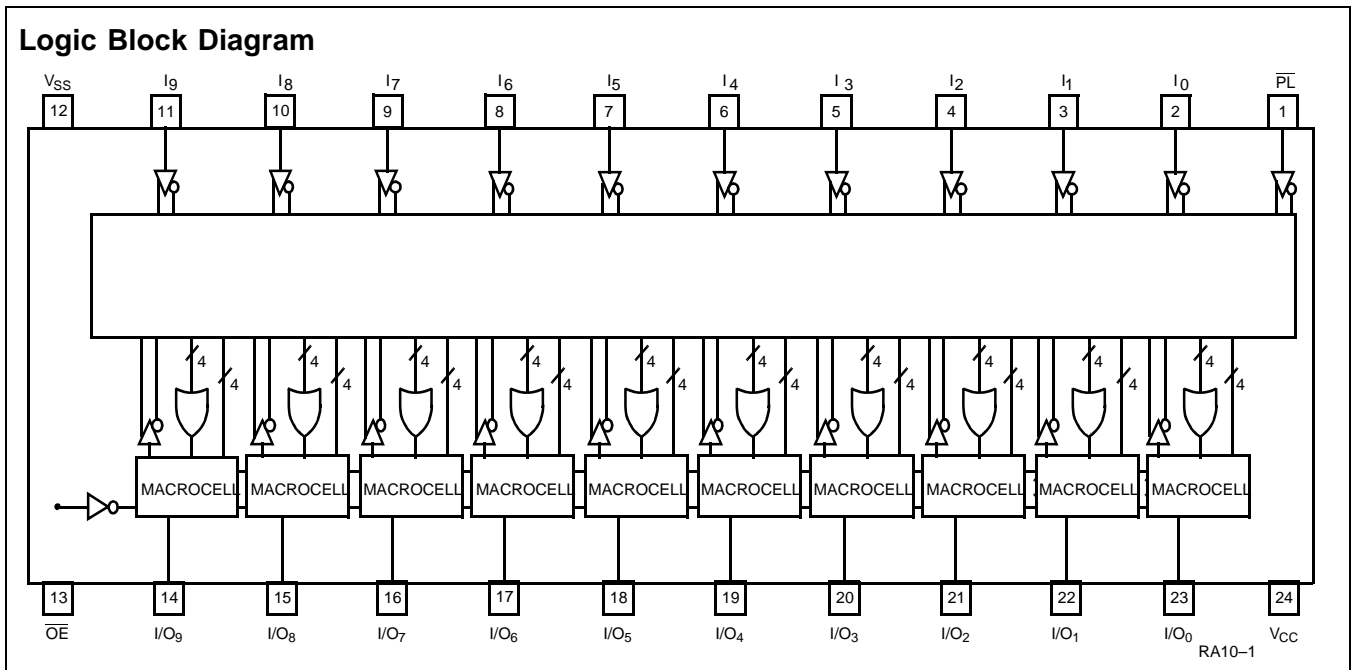 Logic Block Diagram
VSS I9 I8 I7 I6 I5 I4 I3 I2 I1 I0 PL
12 11 10 9 8 7 6 5 4 3 2 1
4 4 4 4 4 4 4 4 4 4
4 4 4 4 4 4 4 4 4 4
MACROCELL MACROCELL MACROCELL MACROCELL MACROCELL MACROCELL MACROCELL MACROCELL MACROCELL MACROCELL
13 14 15 16 17 18 19 20 21 22 23 24
OE I/O9 I/O8 I/O7 I/O6 I/O5 I/O4 I/O3 I/O2 I/O1 I/O0 VCC
RA10–1